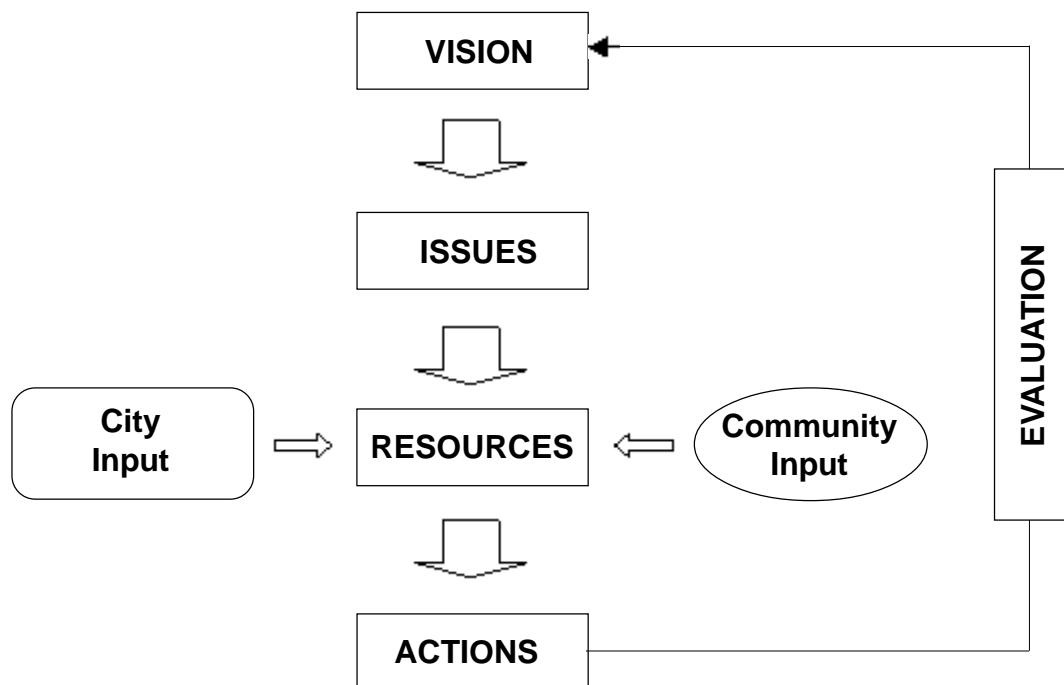 VISION
ISSUES
City
Input
RESOURCES
Community
Input
EVALUATION
ACTIONS